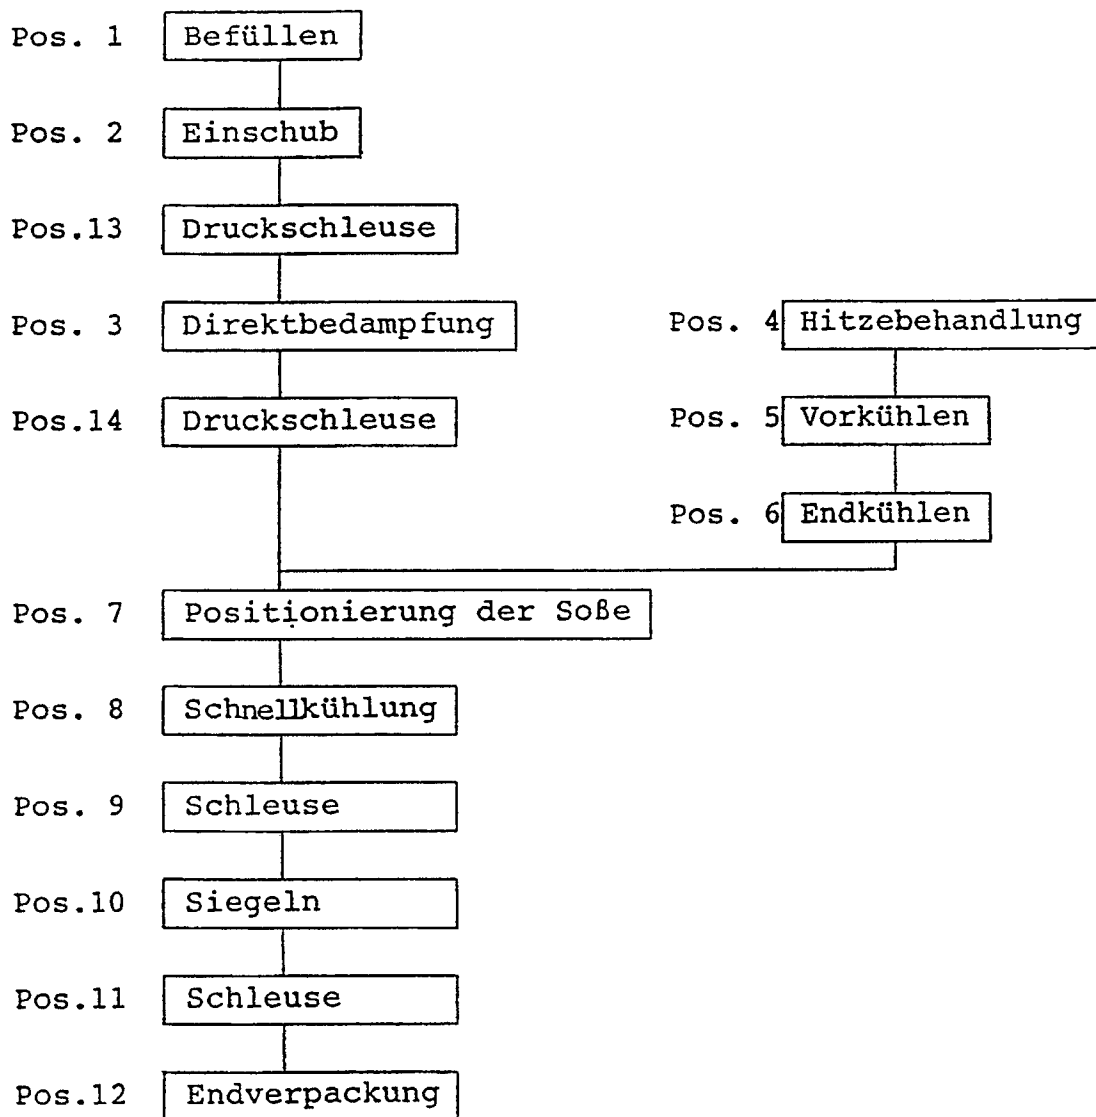 Pos. 1 Befüllen
Pos. 2 Einschub
Pos.13 Druckschleuse
Pos. 3 Direktbedampfung
Pos. 4 Hitzebehandlung
Pos.14 Druckschleuse
Pos. 5 Vorkühlen
Pos. 6 Endkühlen
Pos. 7 Positionierung der Soße
Pos. 8 Schnellkühlung
Pos. 9 Schleuse
Pos.10 Siegeln
Pos.11 Schleuse
Pos.12 Endverpackung